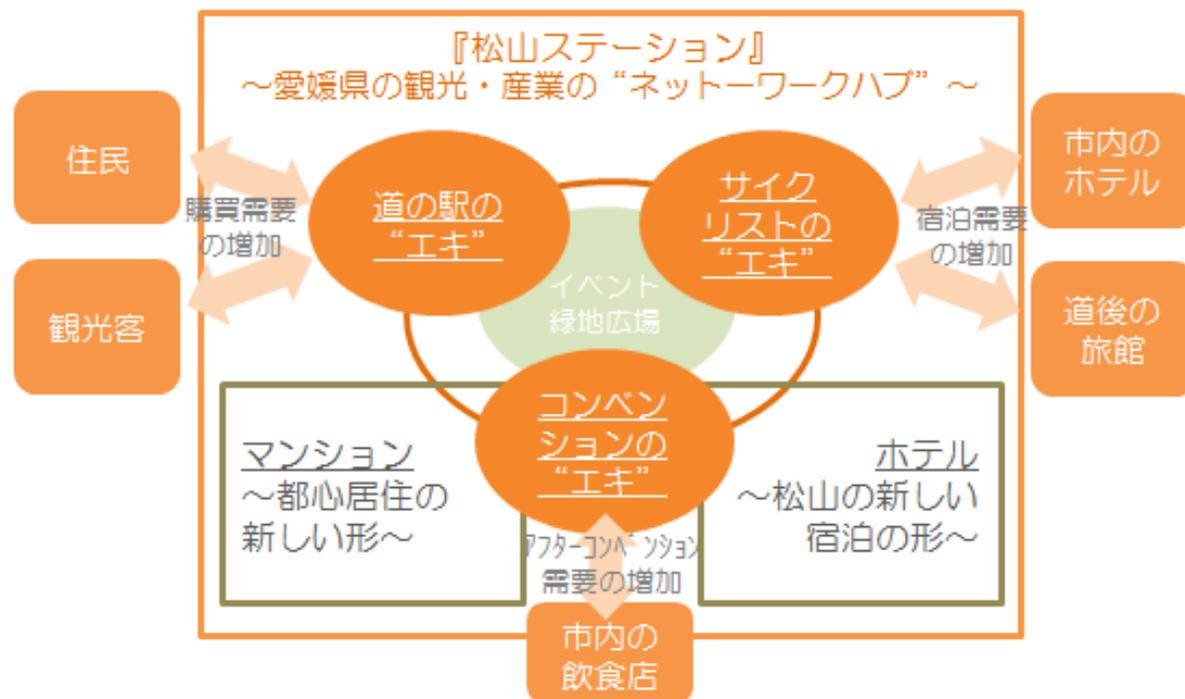 『松山ステーション』
~愛媛県の観光・産業の“ネットーワークハブ”~
住民
観光客
購買需要
の増加
道の駅の
“エキ”
サイク
リストの
“エキ”
イベント
緑地広場
宿泊需要
の増加
市内の
ホテル
道後の
旅館
コンベン
ションの
“エキ”
マンション
~都心居住の
新しい形~
ホテル
~松山の新しい
宿泊の形~
アフターコンベンション
需要の増加
市内の
飲食店